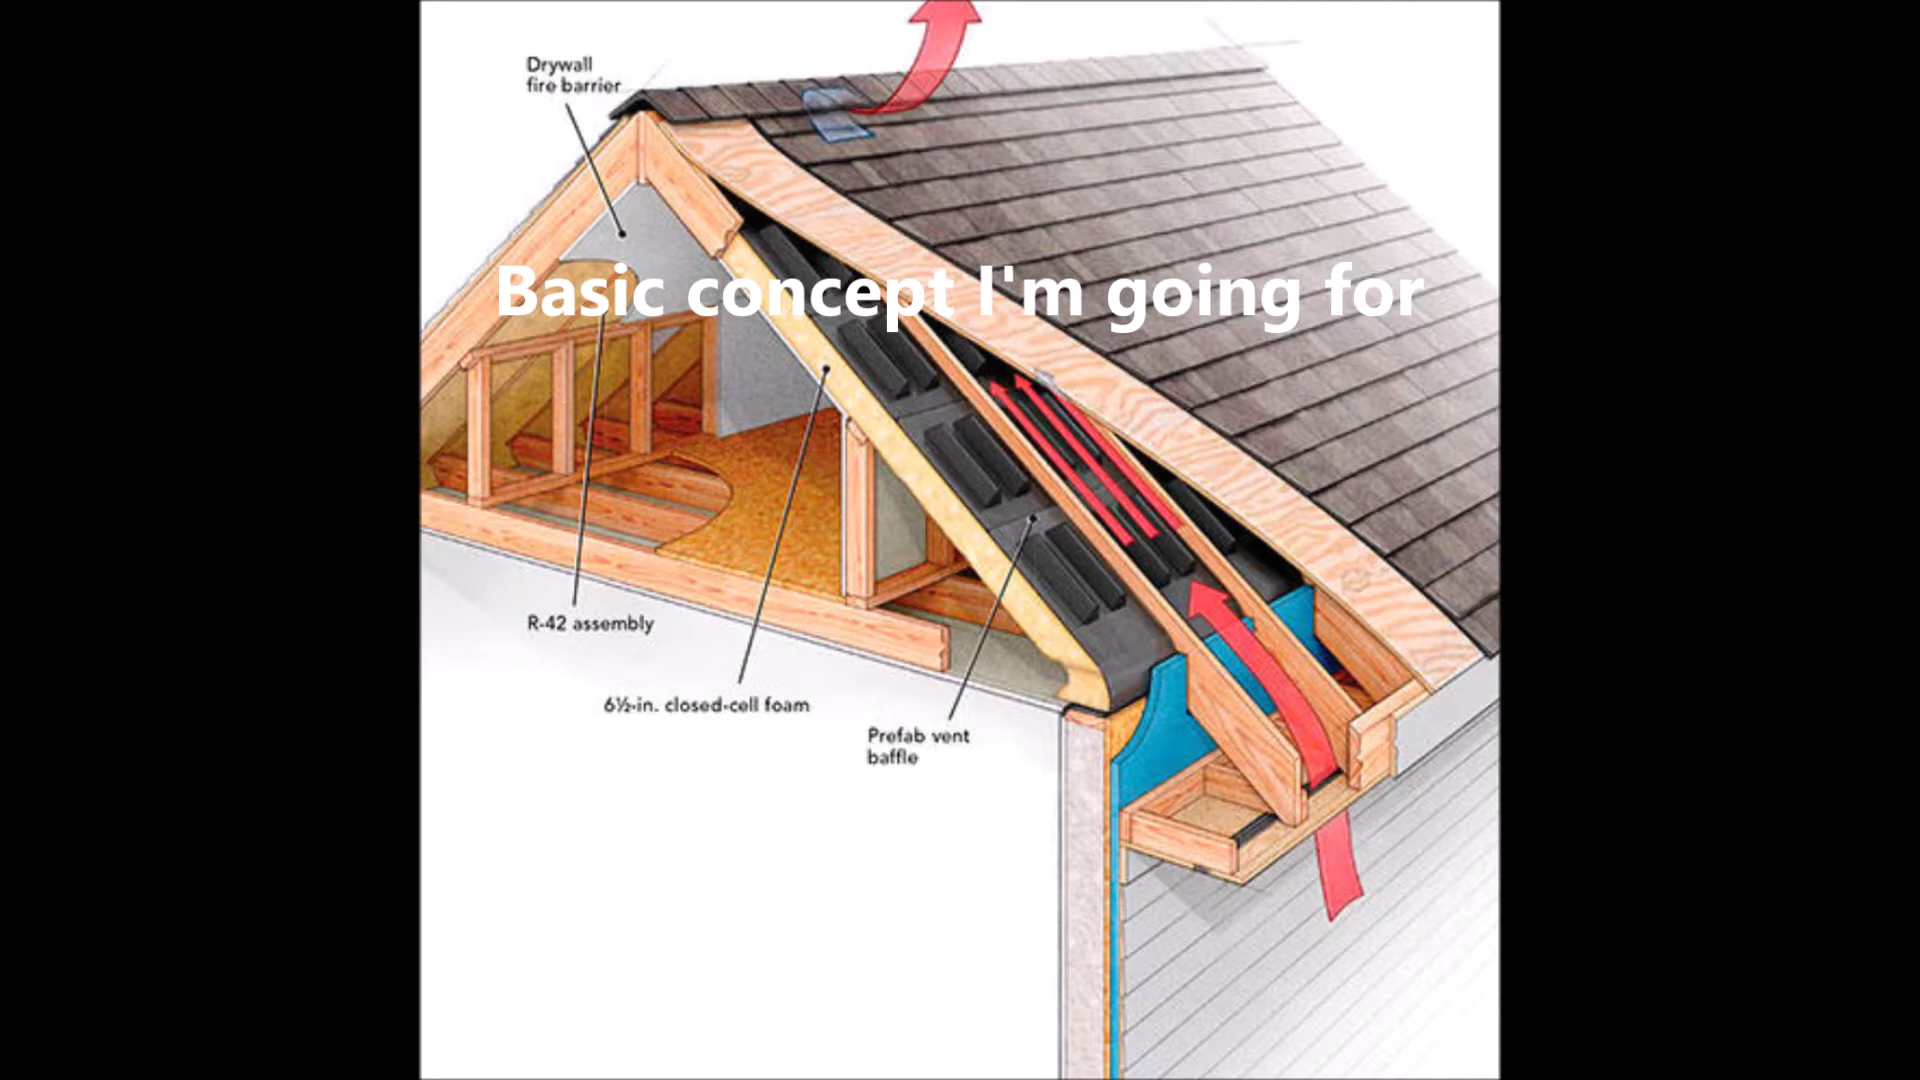 Drywall
fire barrier
Basic concept I'm going for
R-42 assembly
6½-in. closed-cell foam
Prefab vent
baffle